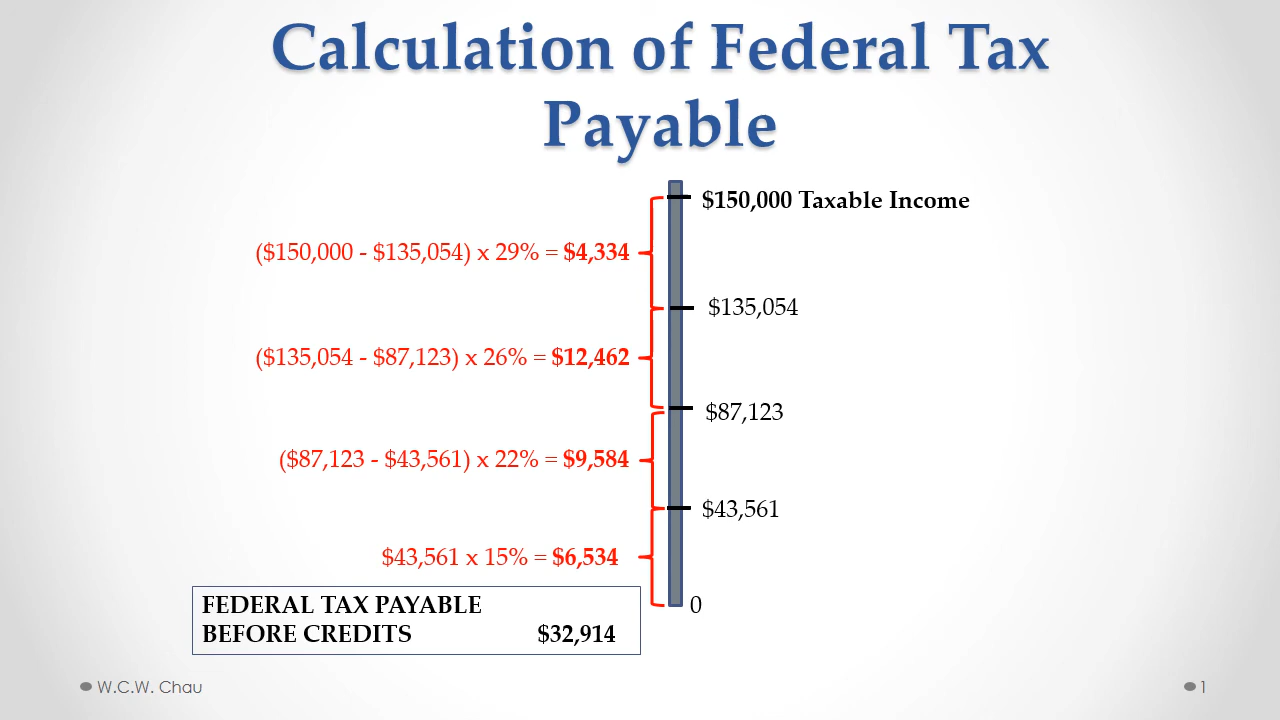 Calculation of Federal Tax
Payable
$150,000 Taxable Income
($150,000 - $135,054) x 29% = $4,334
$135,054
($135,054 - $87,123) x 26% = $12,462
$87,123
($87,123 - $43,561) x 22% = $9,584
$43,561
$43,561 x 15% = $6,534
0
FEDERAL TAX PAYABLE
BEFORE CREDITS $32,914
W.C.W. Chau
1